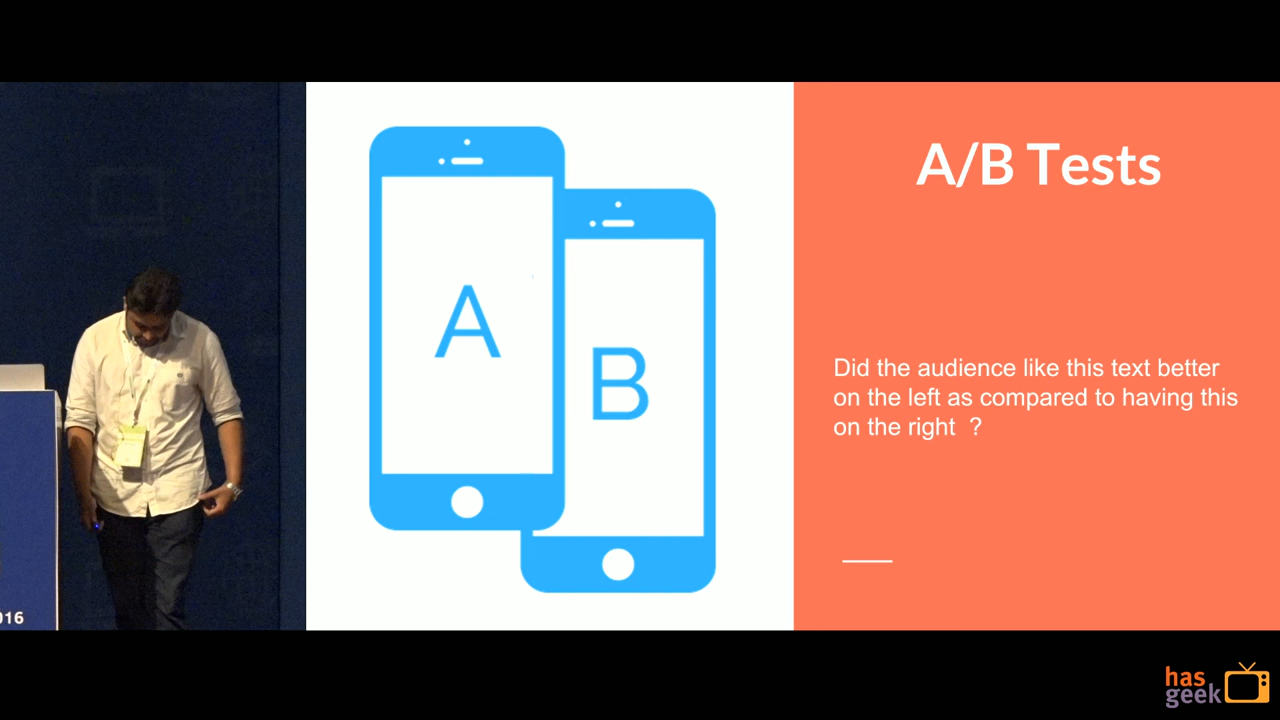 A
B
A/B Tests
Did the audience like this text better
on the left as compared to having this
on the right ?
016
has
geek